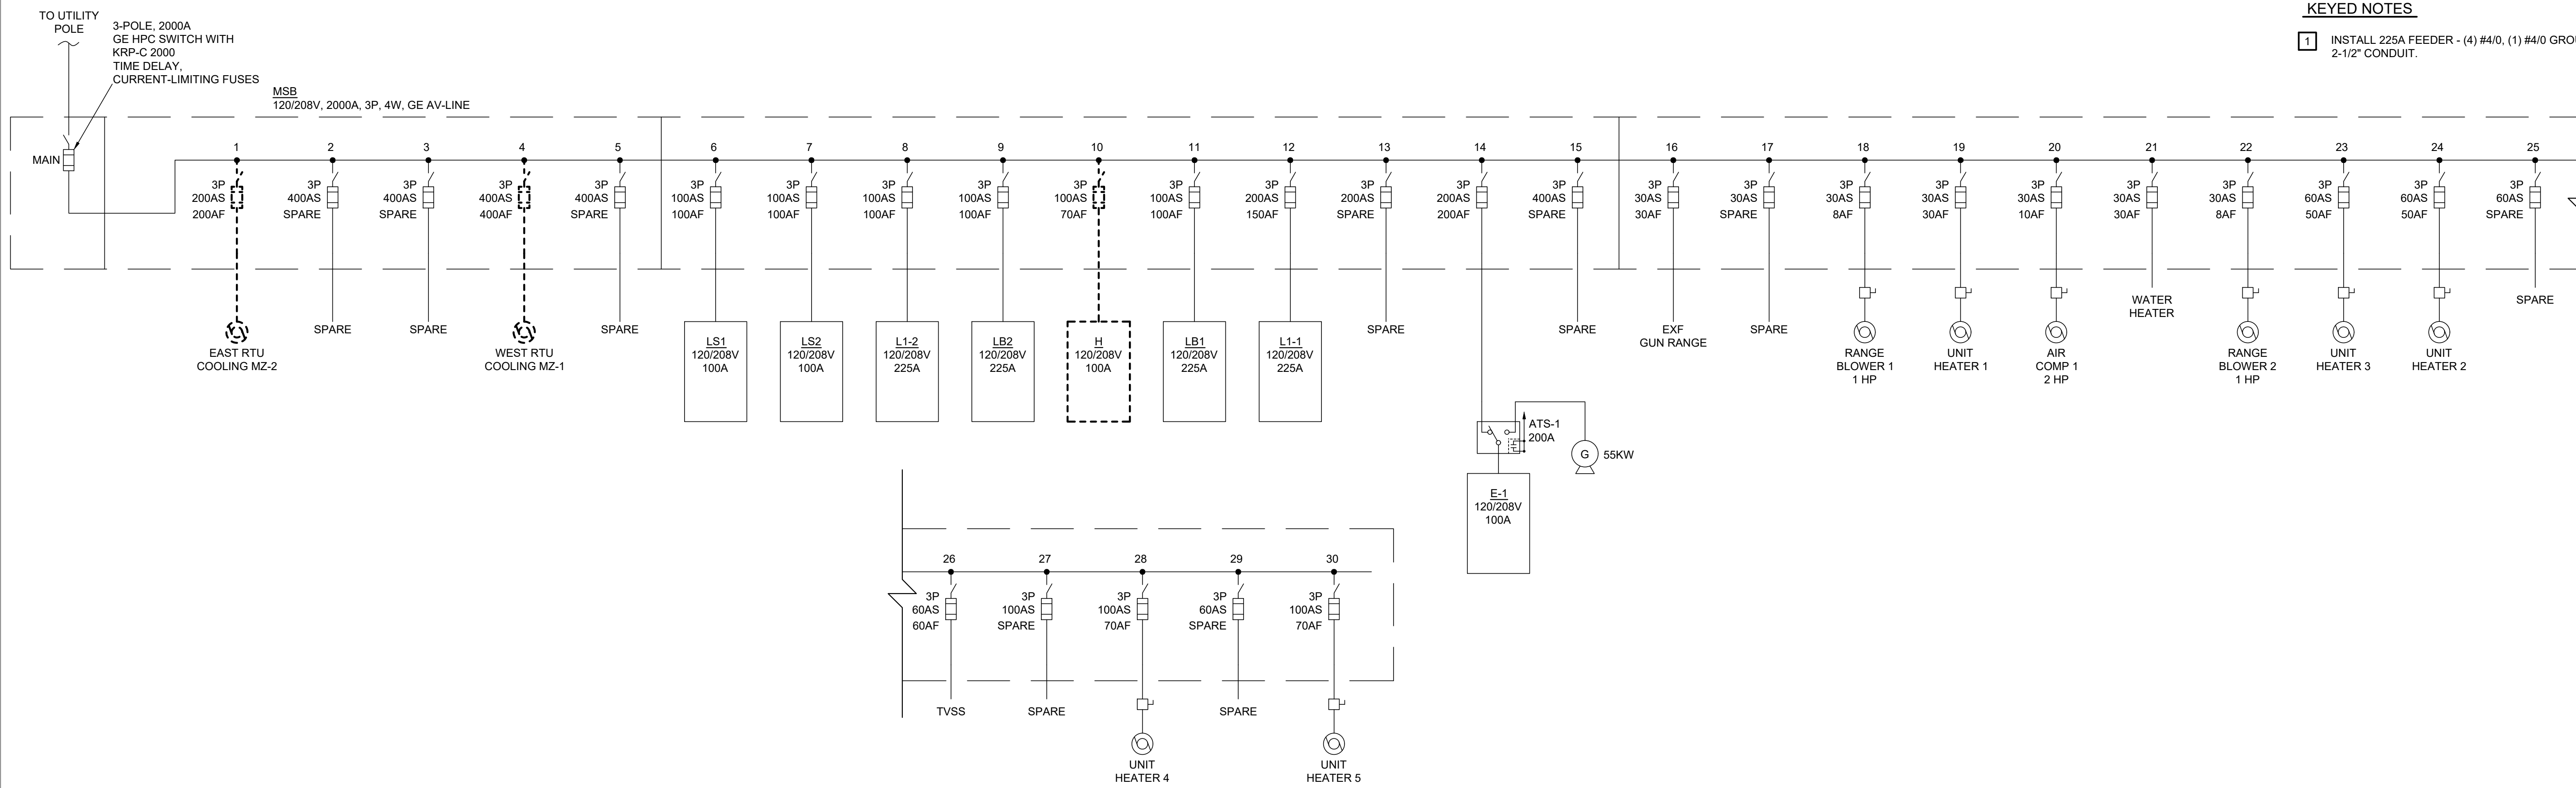 TO UTILITY
POLE
3-POLE, 2000A
GE HPC SWITCH WITH
KRP-C 2000
TIME DELAY,
CURRENT-LIMITING FUSES
KEYED NOTES
1 INSTALL 225A FEEDER - (4) #4/0, (1) #4/0
2-1/2" CONDUIT.
MSB
120/208V, 2000A, 3P, 4W, GE AV-LINE
MAIN
1
3P
200AS
200AF
EAST RTU
COOLING MZ-2
2
3P
400AS
SPARE
SPARE
3
3P
400AS
SPARE
SPARE
4
3P
400AS
400AF
WEST RTU
COOLING MZ-1
5
3P
400AS
SPARE
SPARE
6
3P
100AS
100AF
LS1
120/208V
100A
7
3P
100AS
100AF
LS2
120/208V
100A
8
3P
100AS
100AF
L1-2
120/208V
225A
9
3P
100AS
100AF
LB2
120/208V
225A
10
3P
100AS
70AF
H
120/208V
100A
11
3P
100AS
100AF
LB1
120/208V
225A
12
3P
200AS
150AF
L1-1
120/208V
225A
13
3P
200AS
SPARE
SPARE
14
3P
200AS
200AF
ATS-1
200A
G
55KW
E-1
120/208V
100A
15
3P
400AS
SPARE
SPARE
16
3P
30AS
30AF
EXF
GUN RANGE
17
3P
30AS
SPARE
SPARE
18
3P
30AS
8AF
RANGE
BLOWER 1
1 HP
19
3P
30AS
30AF
UNIT
HEATER 1
20
3P
30AS
10AF
AIR
COMP 1
2 HP
21
3P
30AS
30AF
WATER
HEATER
22
3P
30AS
8AF
RANGE
BLOWER 2
1 HP
23
3P
60AS
50AF
UNIT
HEATER 3
24
3P
60AS
50AF
UNIT
HEATER 2
25
3P
60AS
SPARE
SPARE
26
3P
60AS
60AF
TVSS
27
3P
100AS
SPARE
SPARE
28
3P
100AS
70AF
UNIT
HEATER 4
29
3P
60AS
SPARE
SPARE
30
3P
100AS
70AF
UNIT
HEATER 5